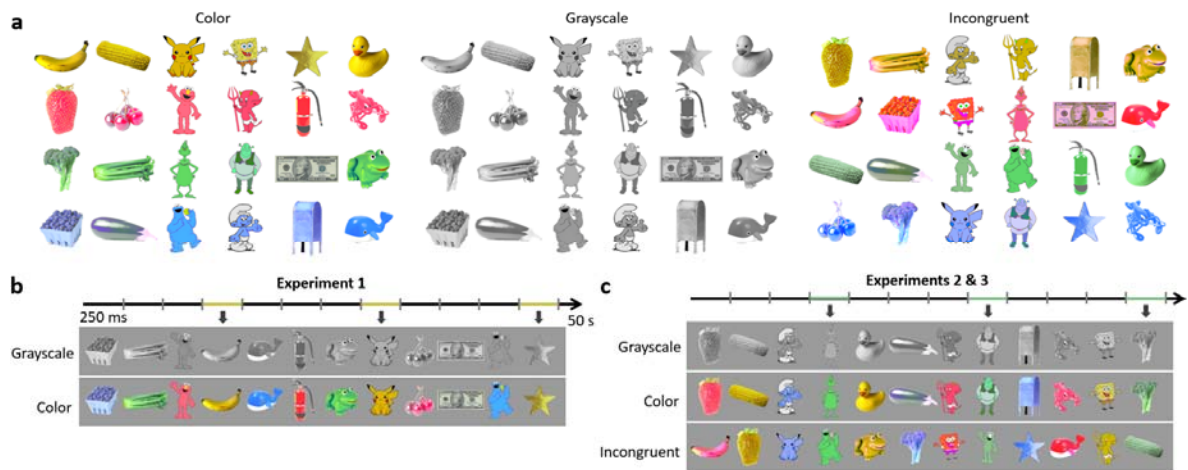 a
Color
Grayscale
Incongruent
b
Experiment 1
250 ms
50 s
Grayscale
Color
c
Experiments 2 & 3
Grayscale
Color
Incongruent